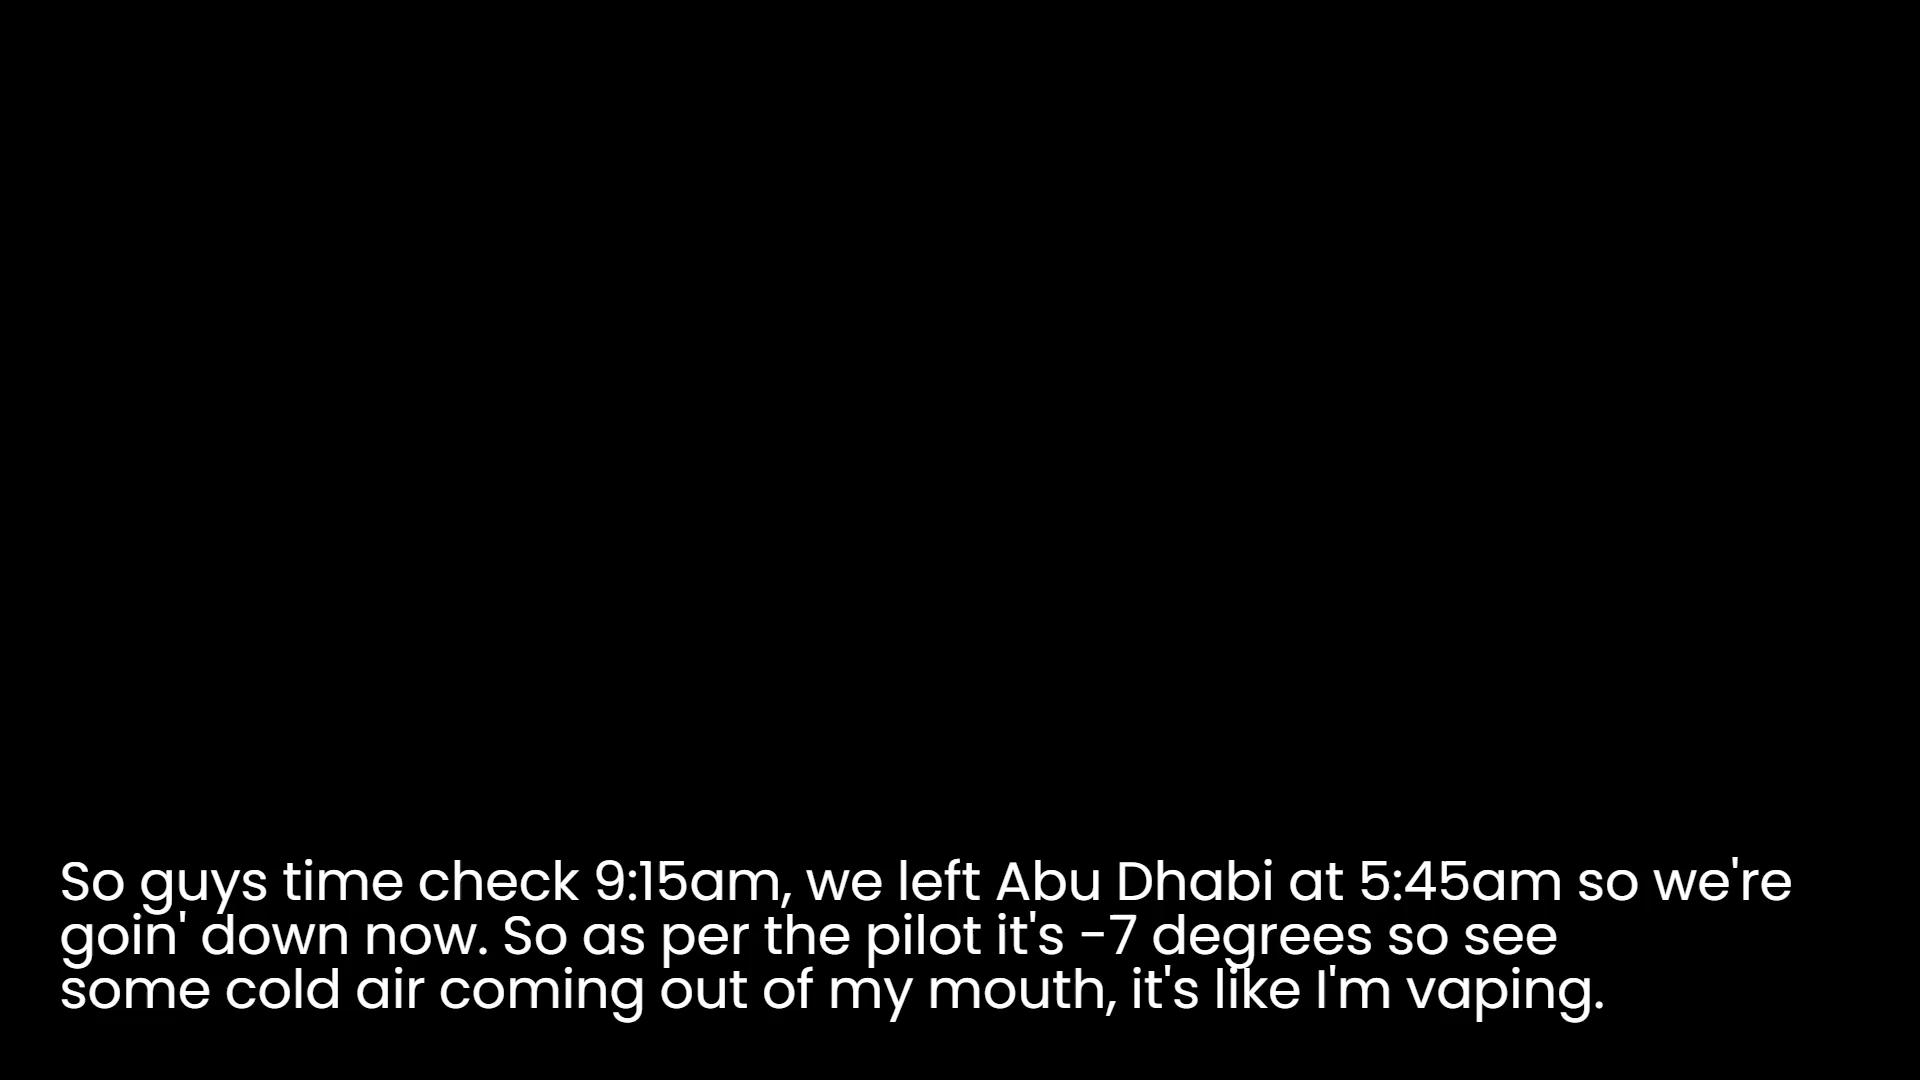 So guys time check 9:15am, we left Abu Dhabi at 5:45am so we're
goin' down now. So as per the pilot it's -7 degrees so see
some cold air coming out of my mouth, it's like I'm vaping.